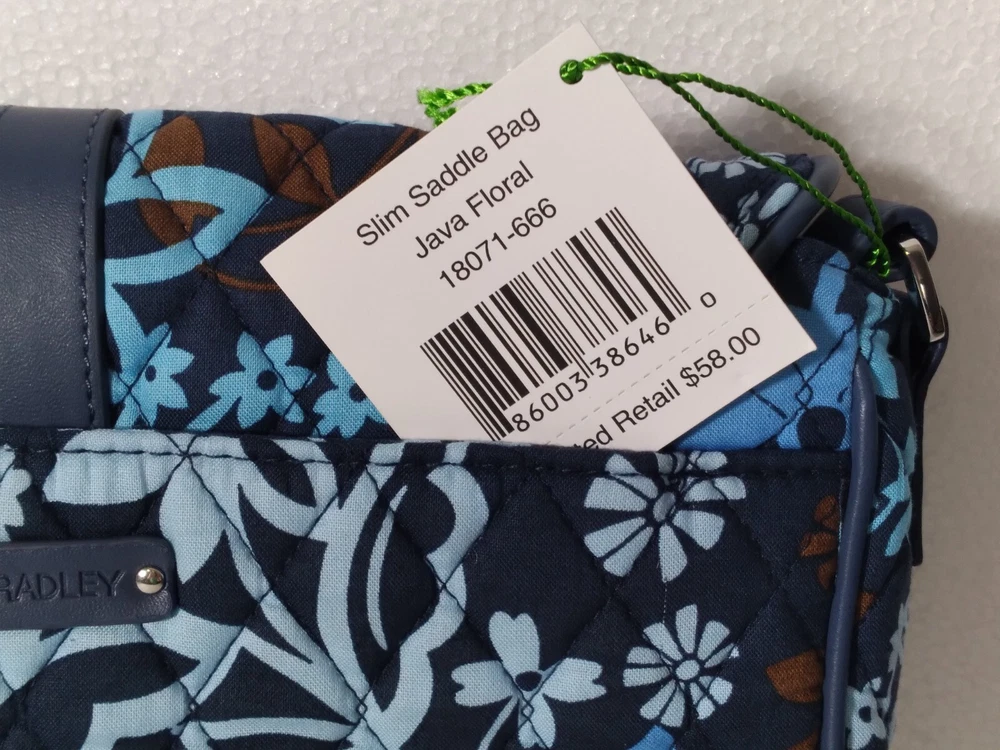 Slim Saddle Bag
Java Floral
18071-666
86003 38646 0
ted Retail $58.00
RADLEY